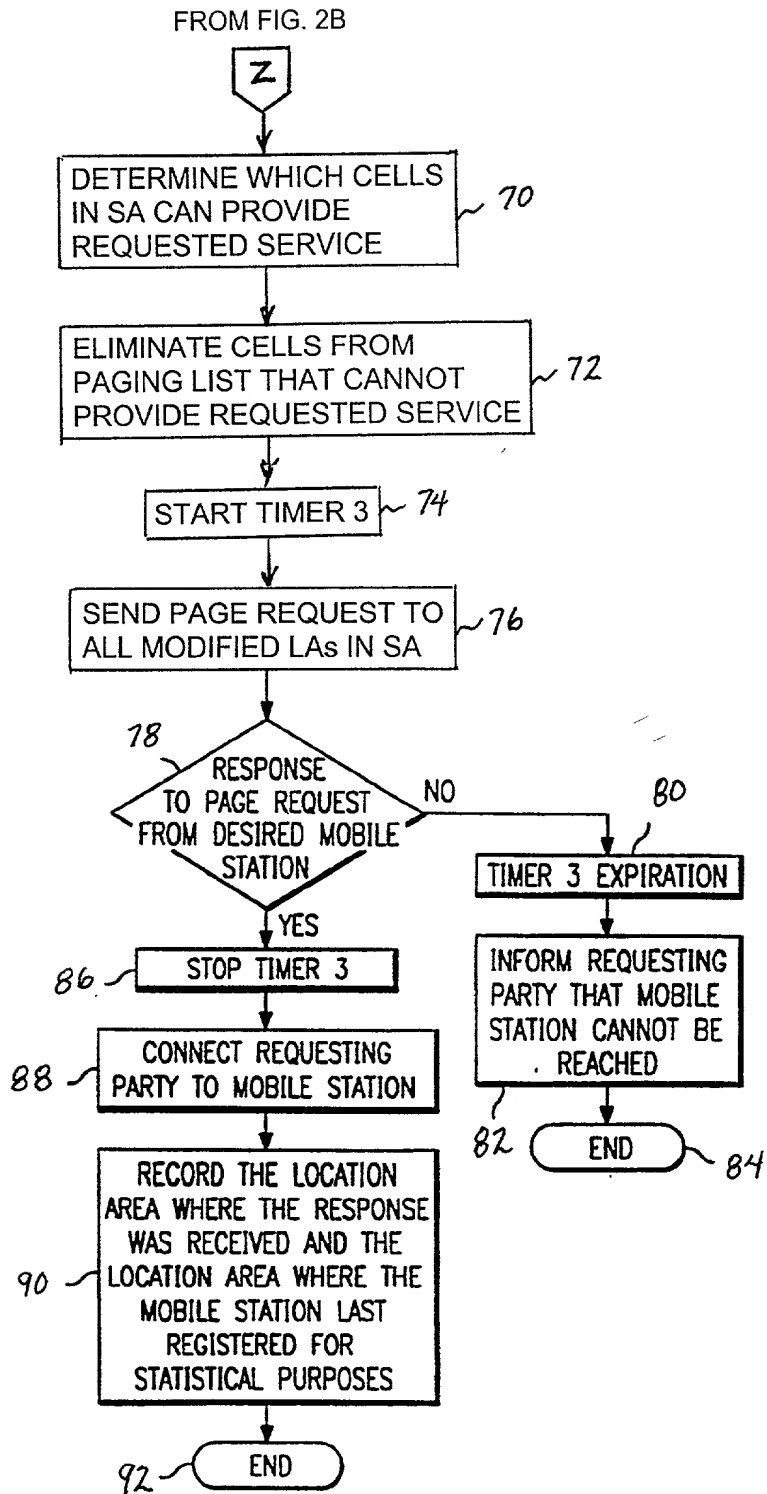 FROM FIG. 2B
Z
DETERMINE WHICH CELLS
IN SA CAN PROVIDE
REQUESTED SERVICE
70
ELIMINATE CELLS FROM
PAGING LIST THAT CANNOT
PROVIDE REQUESTED SERVICE
72
START TIMER 3
74
SEND PAGE REQUEST TO
ALL MODIFIED LAs IN SA
76
78
RESPONSE
TO PAGE REQUEST
FROM DESIRED MOBILE
STATION
NO
80
TIMER 3 EXPIRATION
INFORM REQUESTING
PARTY THAT MOBILE
STATION CANNOT BE
REACHED
82
END
84
YES
STOP TIMER 3
86
CONNECT REQUESTING
PARTY TO MOBILE STATION
88
RECORD THE LOCATION
AREA WHERE THE RESPONSE
WAS RECEIVED AND THE
LOCATION AREA WHERE THE
MOBILE STATION LAST
REGISTERED FOR
STATISTICAL PURPOSES
90
END
92